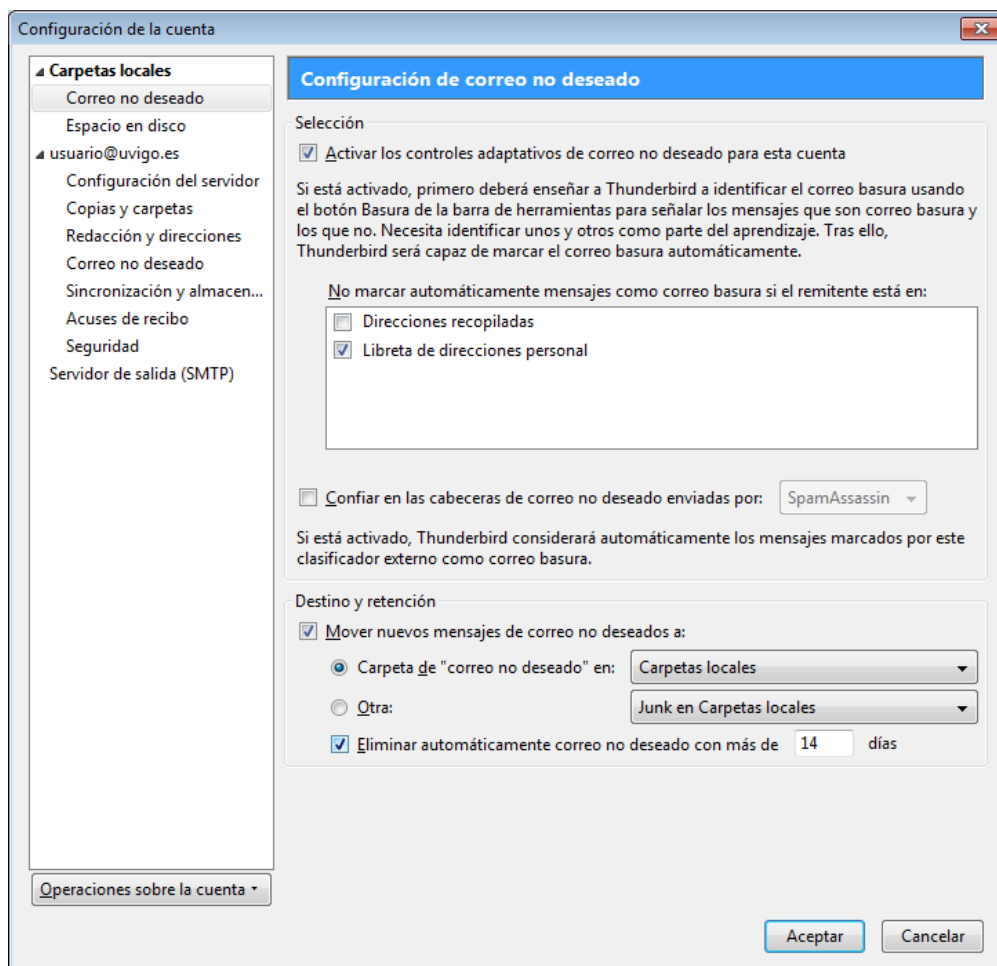 Configuración de la cuenta
Carpetas locales
Correo no deseado
Espacio en disco
usuario@uvigo.es
Configuración del servidor
Copias y carpetas
Redacción y direcciones
Correo no deseado
Sincronización y almacen...
Acuses de recibo
Seguridad
Servidor de salida (SMTP)
Operaciones sobre la cuenta
Configuración de correo no deseado
Selección
Activar los controles adaptativos de correo no deseado para esta cuenta
Si está activado, primero deberá enseñar a Thunderbird a identificar el correo basura usando
el botón Basura de la barra de herramientas para señalar los mensajes que son correo basura y
los que no. Necesita identificar unos y otros como parte del aprendizaje. Tras ello,
Thunderbird será capaz de marcar el correo basura automáticamente.
No marcar automáticamente mensajes como correo basura si el remitente está en:
Direcciones recopiladas
Libreta de direcciones personal
Confiar en las cabeceras de correo no deseado enviadas por: SpamAssassin
Si está activado, Thunderbird considerará automáticamente los mensajes marcados por este
clasificador externo como correo basura.
Destino y retención
Mover nuevos mensajes de correo no deseados a:
Carpeta de "correo no deseado" en: Carpetas locales
Otra: Junk en Carpetas locales
Eliminar automáticamente correo no deseado con más de 14 días
Aceptar Cancelar